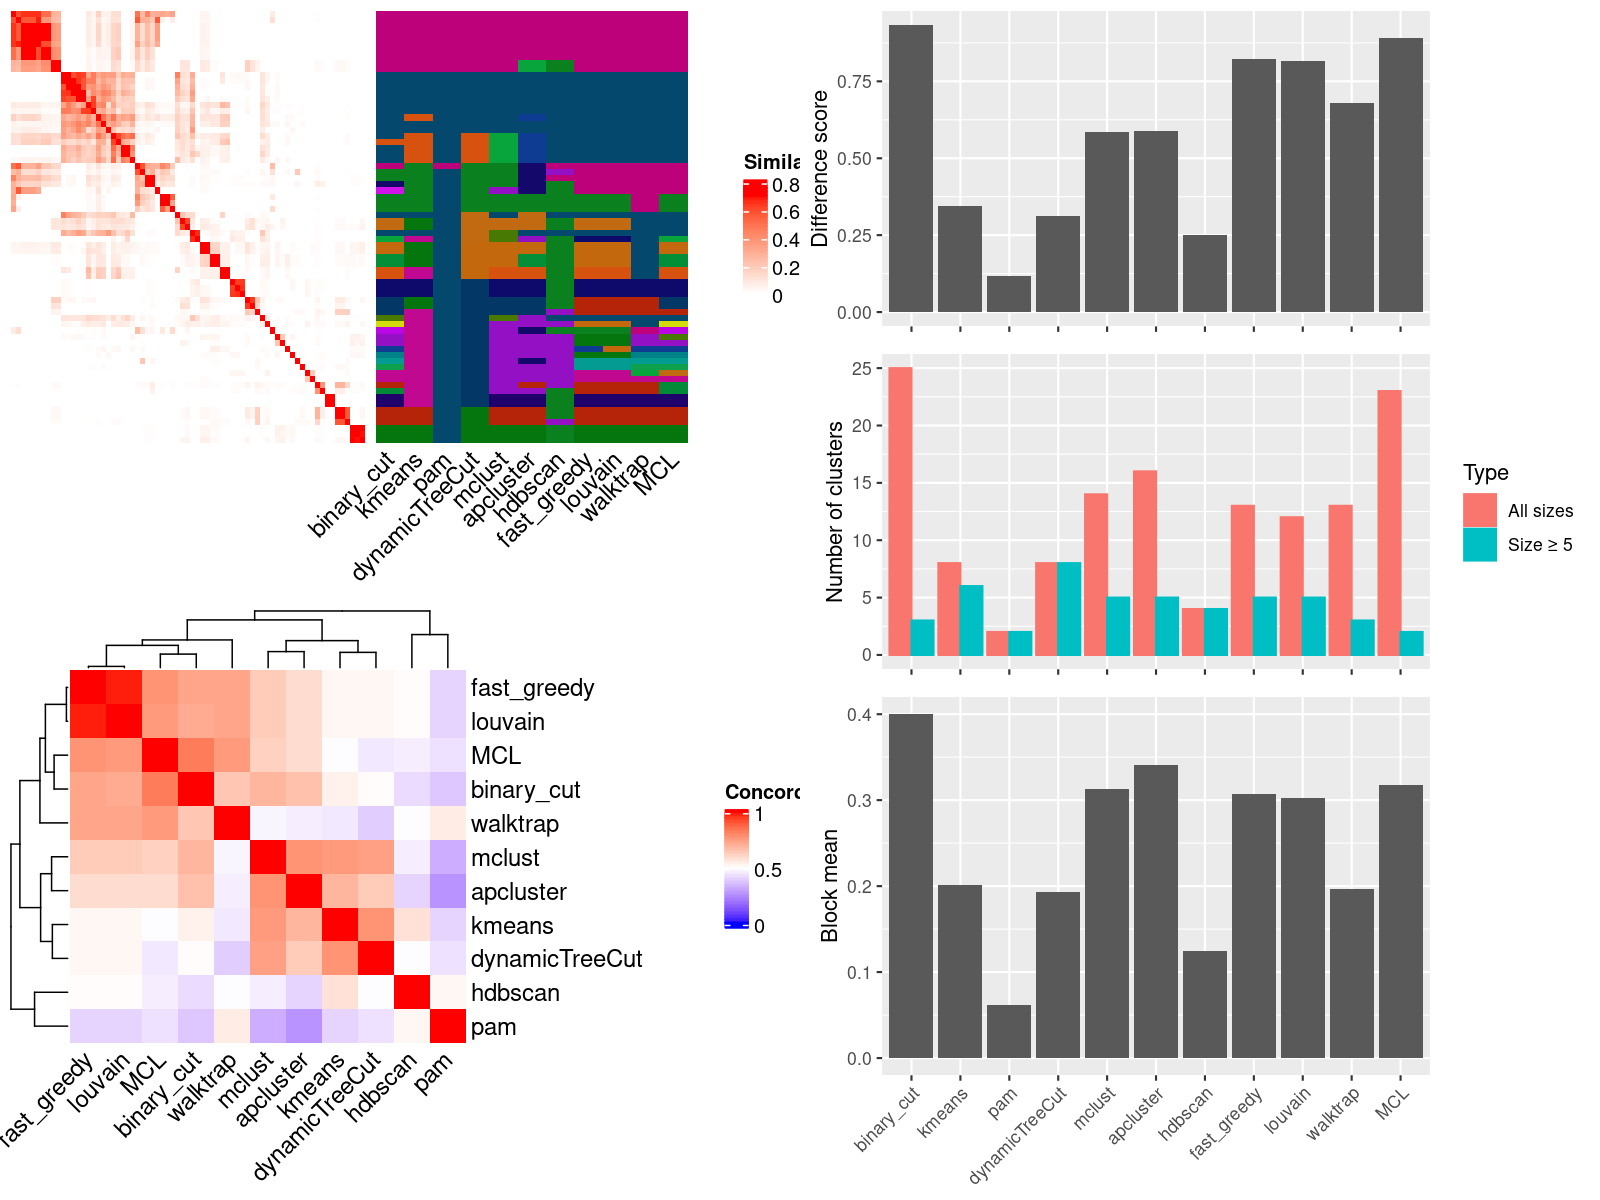 Simila
0.8
0.6
0.4
0.2
0
binary_cut
kmeans
pam
dynamicTreeCut
mclust
apcluster
hdbscan
fast_greedy
louvain
walktrap
MCL
fast_greedy
louvain
MCL
binary_cut
walktrap
mclust
apcluster
kmeans
dynamicTreeCut
hdbscan
pam
fast_greedy
louvain
MCL
binary_cut
walktrap
mclust
apcluster
kmeans
dynamicTreeCut
hdbscan
pam
Concord
1
0.5
0
Difference score
0.75
0.50
0.25
0.00
Number of clusters
25
20
15
10
5
0
Type
All sizes
Size ≥ 5
Block mean
0.4
0.3
0.2
0.1
0.0
binary_cut
kmeans
pam
dynamicTreeCut
mclust
apcluster
hdbscan
fast_greedy
louvain
walktrap
MCL